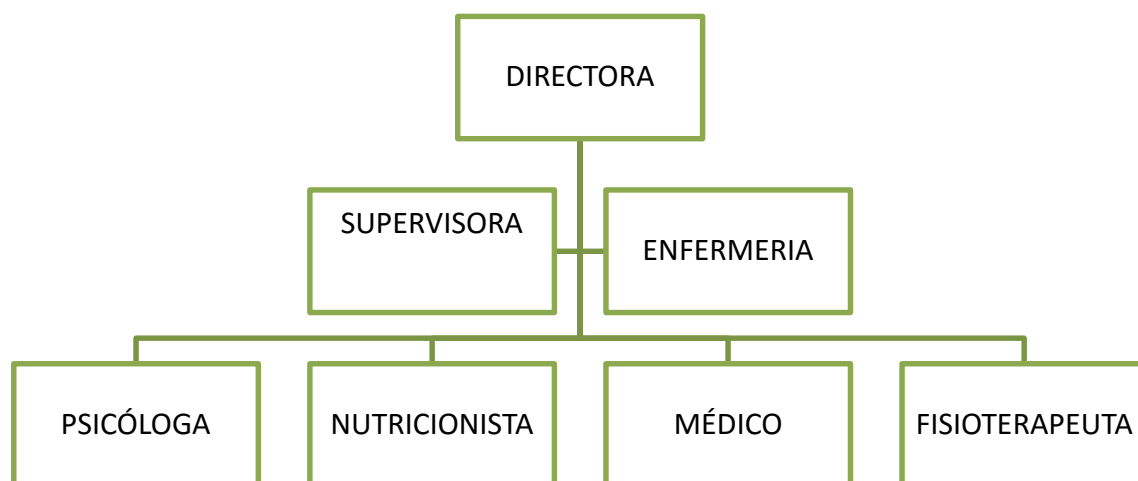 DIRECTORA
SUPERVISORA
ENFERMERIA
PSICÓLOGA
NUTRICIONISTA
MÉDICO
FISIOTERAPEUTA